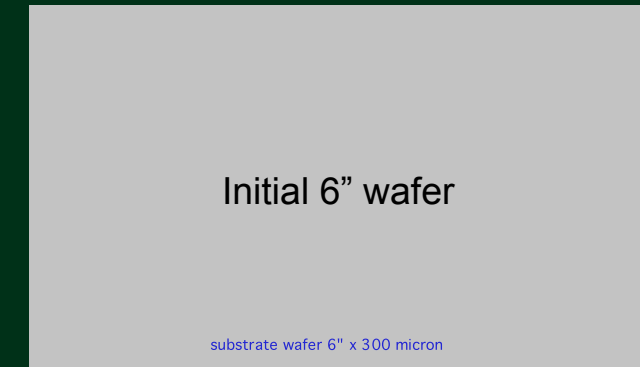 Initial 6” wafer
substrate wafer 6" x 300 micron